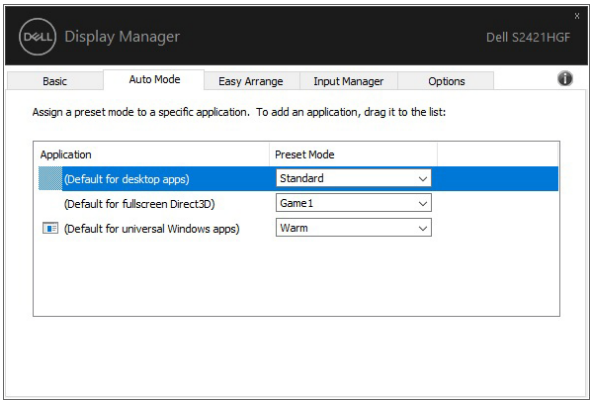 x
DELL Display Manager
Dell S2421HGF
Basic Auto Mode Easy Arrange Input Manager Options
Assign a preset mode to a specific application. To add an application, drag it to the list:
Application Preset Mode
(Default for desktop apps) Standard
(Default for fullscreen Direct3D) Game1
(Default for universal Windows apps) Warm